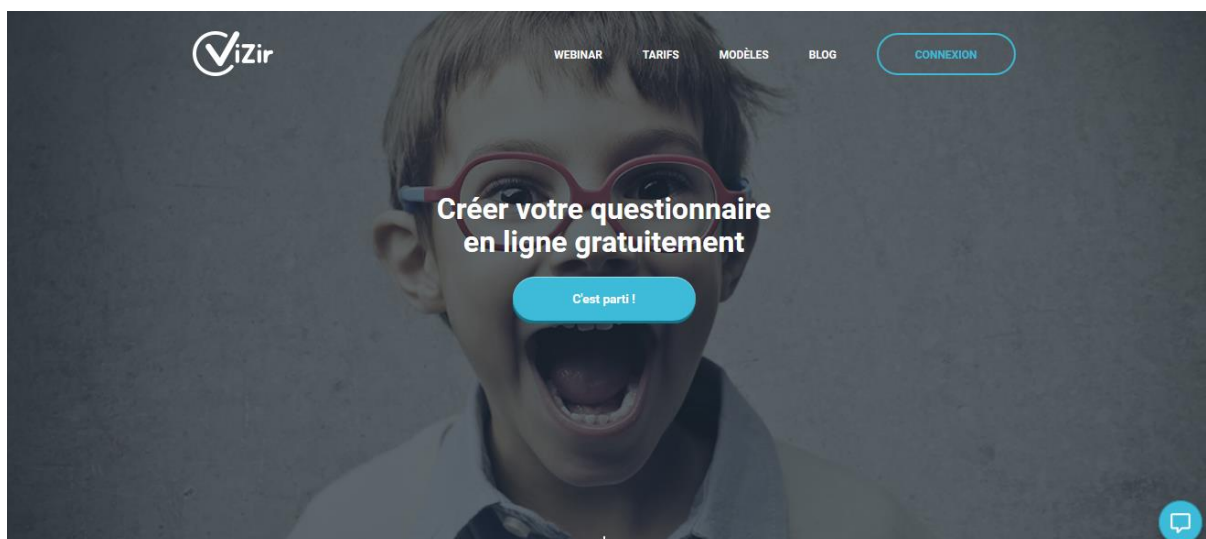 ViZir
WEBINAR
TARIFS
MODÈLES
BLOG
CONNEXION
Créer votre questionnaire
en ligne gratuitement
C'est parti !